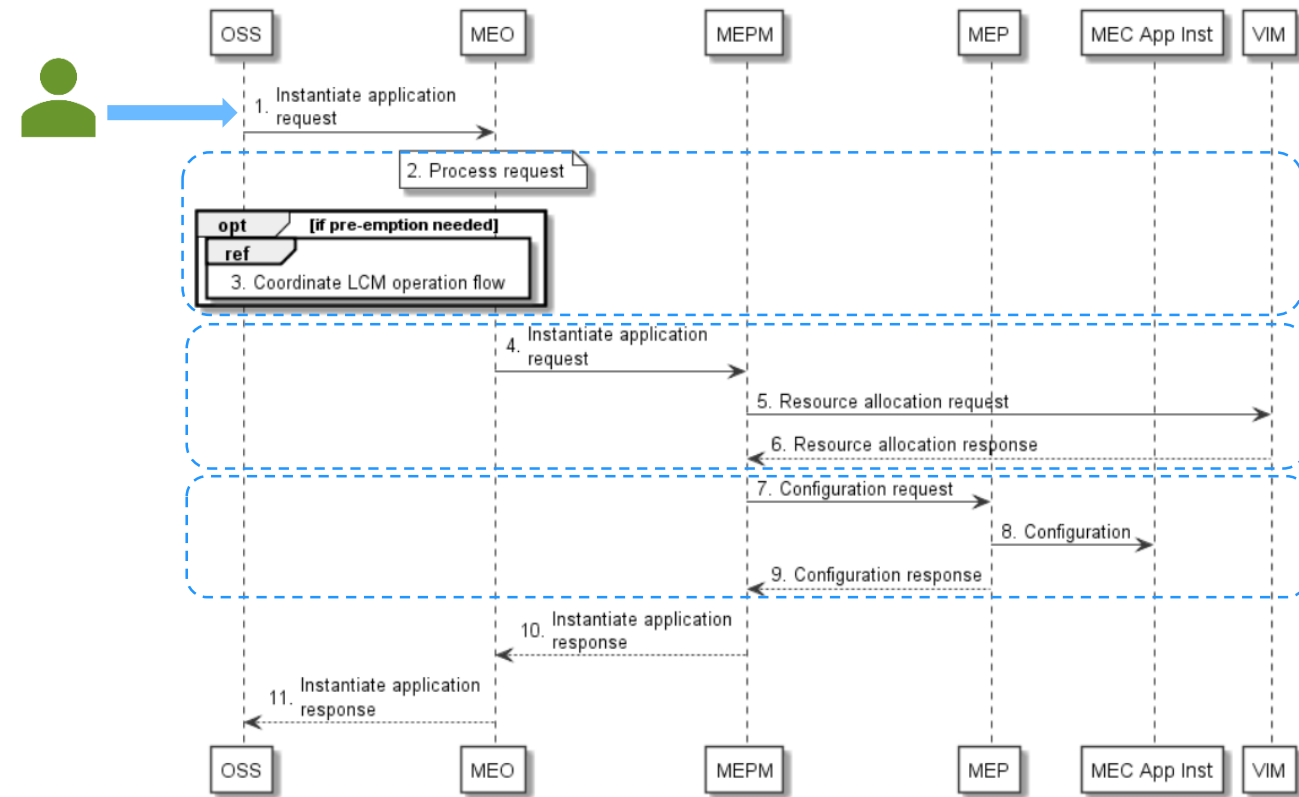 OSS MEO MEPM MEP MEC App Inst VIM
1. Instantiate application
request
2. Process request
opt [if pre-emption needed]
ref
3. Coordinate LCM operation flow
4. Instantiate application
request
5. Resource allocation request
6. Resource allocation response
7. Configuration request
8. Configuration
9. Configuration response
10. Instantiate application
response
11. Instantiate application
response
OSS MEO MEPM MEP MEC App Inst VIM